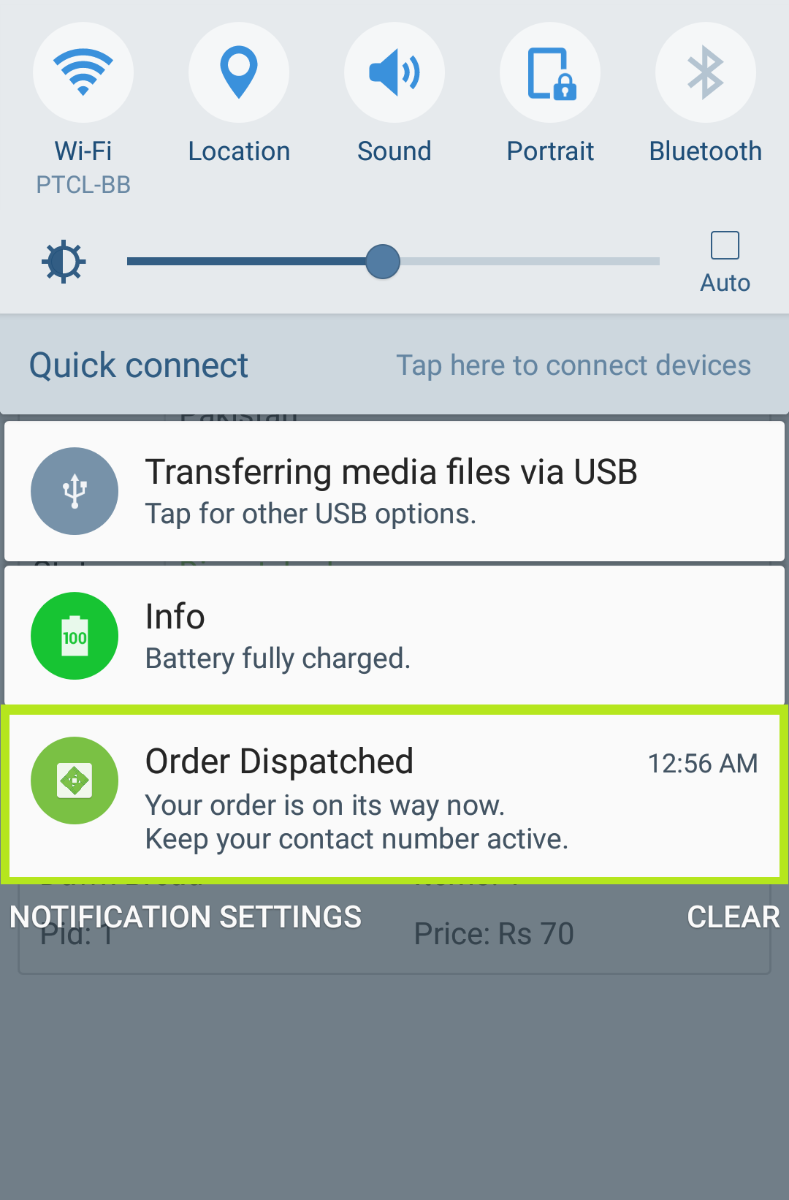 Wi-Fi
PTCL-BB
Location
Sound
Portrait
Bluetooth
Auto
Quick connect
Tap here to connect devices
Pakistan
Transferring media files via USB
Tap for other USB options.
100
Info
Battery fully charged.
Order Dispatched
12:56 AM
Your order is on its way now.
Keep your contact number active.
NOTIFICATION SETTINGS
CLEAR
Pid: 1
Price: Rs 70